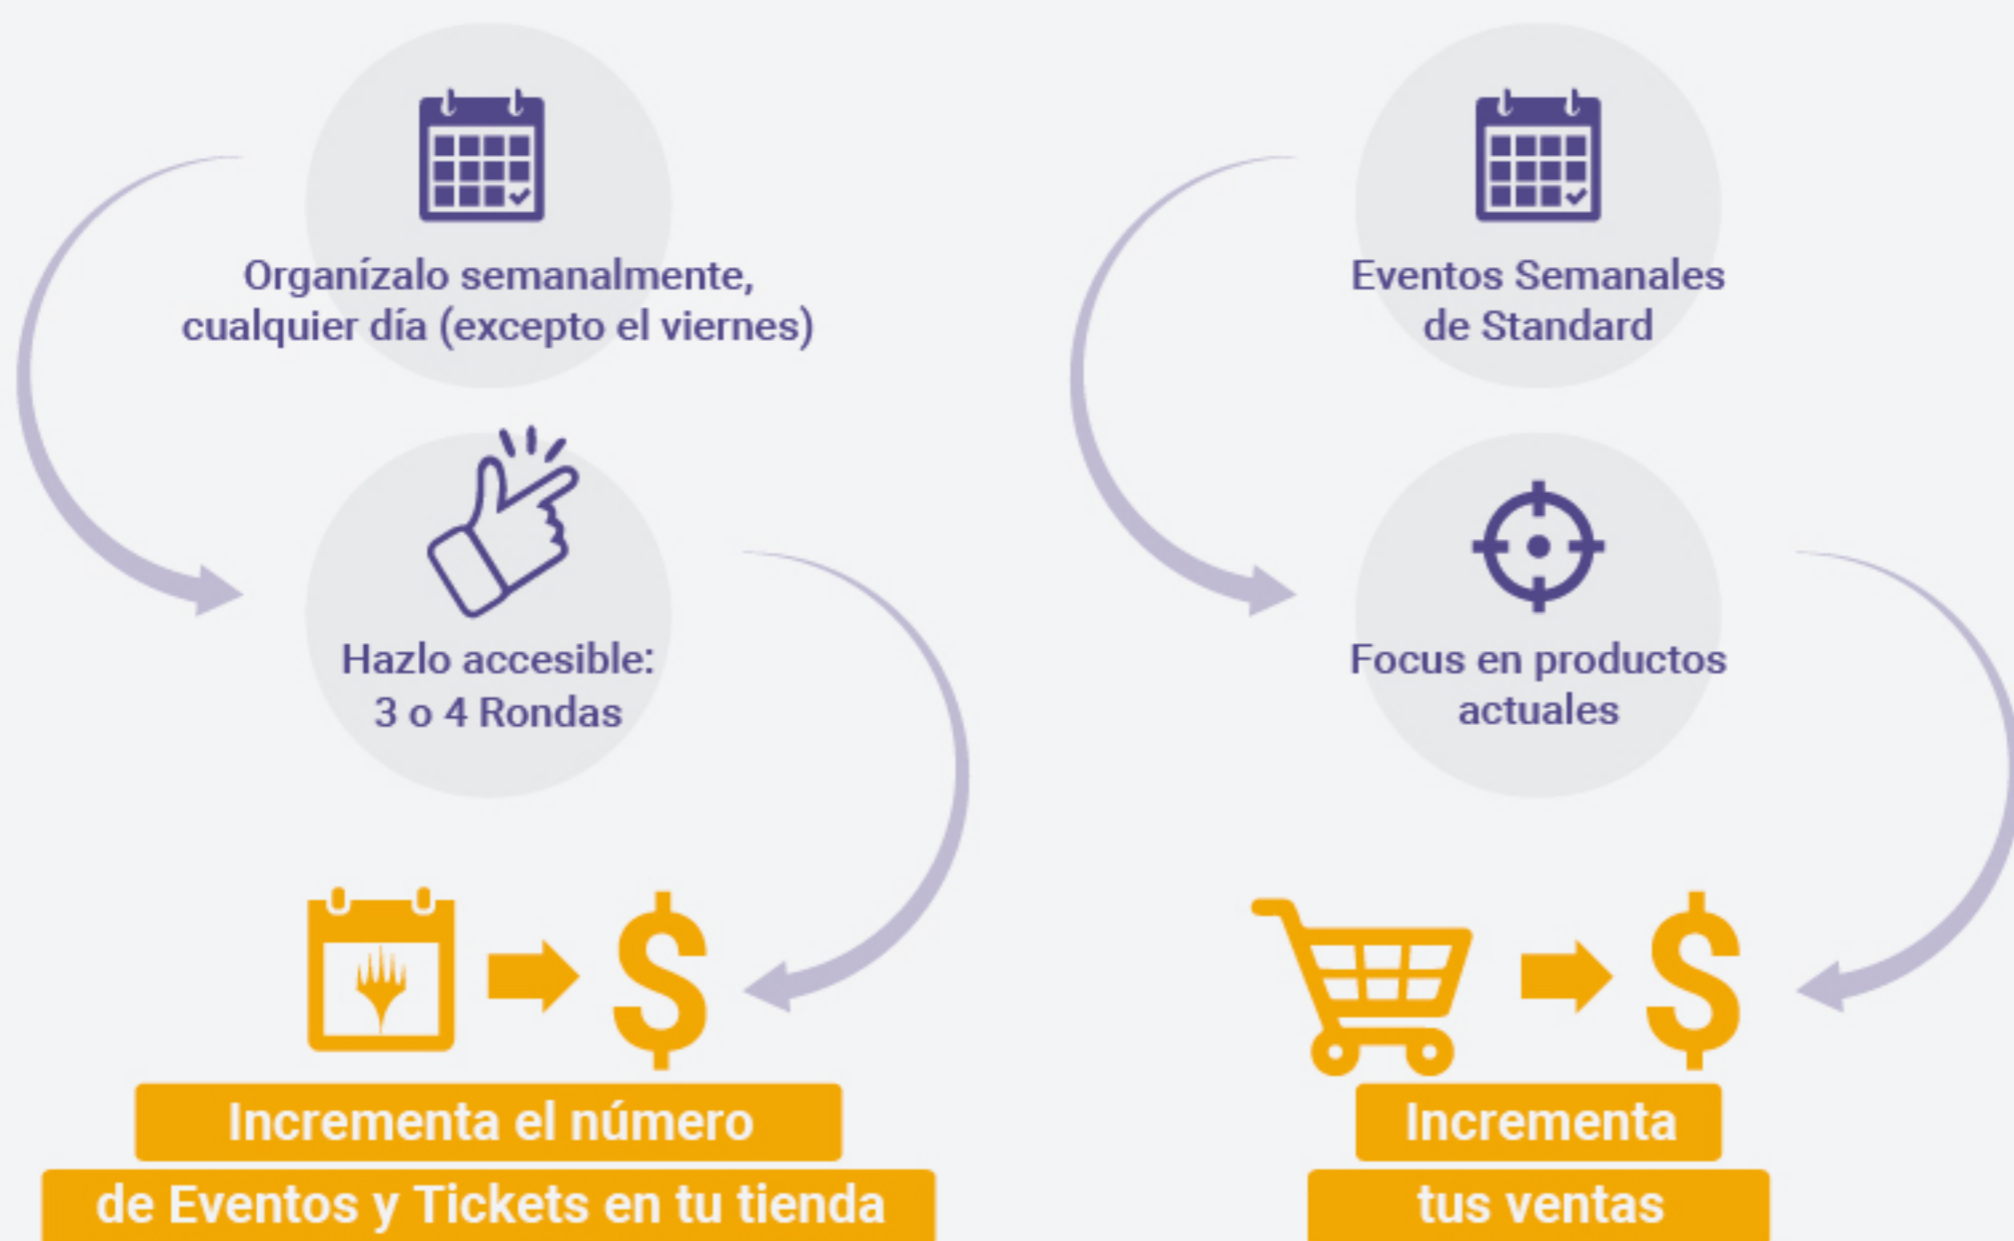 Organízalo semanalmente,
cualquier día (excepto el viernes)
Hazlo accesible:
3 o 4 Rondas
Incrementa el número
de Eventos y Tickets en tu tienda
Eventos Semanales
de Standard
Focus en productos
actuales
Incrementa
tus ventas